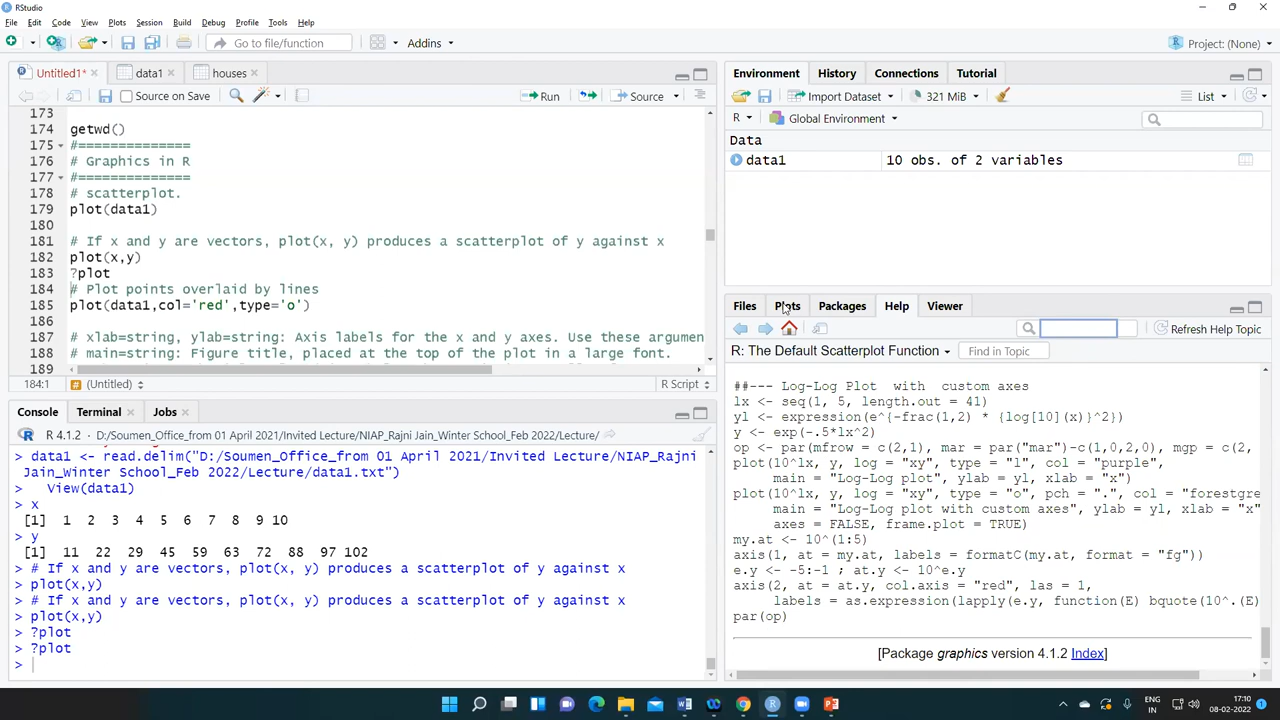 RStudio
File Edit Code View Plots Session Build Debug Profile Tools Help
Go to file/function Addins Project: (None)
Untitled1* data1 houses
Source on Save Run Source
173
174 getwd()
175 #==============
176 # Graphics in R
177 #==============
178 # scatterplot.
179 plot(data1)
180
181 # If x and y are vectors, plot(x, y) produces a scatterplot of y against x
182 plot(x,y)
183 ?plot
184 # Plot points overlaid by lines
185 plot(data1,col='red',type='o')
186
187 # xlab=string, ylab=string: Axis labels for the x and y axes. Use these argumen
188 # main=string: Figure title, placed at the top of the plot in a large font.
189
184:1 # (Untitled) R Script
Console Terminal Jobs
R R 4.1.2 · D:/Soumen_Office_from 01 April 2021/Invited Lecture/NIAP_Rajni Jain_Winter School_Feb 2022/Lecture/
> data1 <- read.delim("D:/Soumen_Office_from 01 April 2021/Invited Lecture/NIAP_Rajni
Jain_Winter School_Feb 2022/Lecture/data1.txt")
> View(data1)
> x
[1] 1 2 3 4 5 6 7 8 9 10
> y
[1] 11 22 29 45 59 63 72 88 97 102
> # If x and y are vectors, plot(x, y) produces a scatterplot of y against x
> plot(x,y)
> # If x and y are vectors, plot(x, y) produces a scatterplot of y against x
> plot(x,y)
> ?plot
> ?plot
>
Environment History Connections Tutorial
Import Dataset 321 MiB List
R Global Environment
Data
data1 10 obs. of 2 variables
Files Plots Packages Help Viewer
Refresh Help Topic
R: The Default Scatterplot Function Find in Topic
##--- Log-Log Plot with custom axes
lx <- seq(1, 5, length.out = 41)
yl <- expression(e^{-frac(1,2) * {log[10](x)}^2})
y <- exp(-.5*lx^2)
op <- par(mfrow = c(2,1), mar = par("mar")-c(1,0,2,0), mgp = c(2,
plot(10^lx, y, log = "xy", type = "l", col = "purple",
main = "Log-Log plot", ylab = yl, xlab = "x")
plot(10^lx, y, log = "xy", type = "o", pch = ".", col = "forestgre
main = "Log-Log plot with custom axes", ylab = yl, xlab = "x"
axes = FALSE, frame.plot = TRUE)
my.at <- 10^(1:5)
axis(1, at = my.at, labels = formatC(my.at, format = "fg"))
e.y <- -5:-1 ; at.y <- 10^e.y
axis(2, at = at.y, col.axis = "red", las = 1,
labels = as.expression(lapply(e.y, function(E) bquote(10^.(E)
par(op)
[Package graphics version 4.1.2 Index]
ENG
IN
17:10
08-02-2022